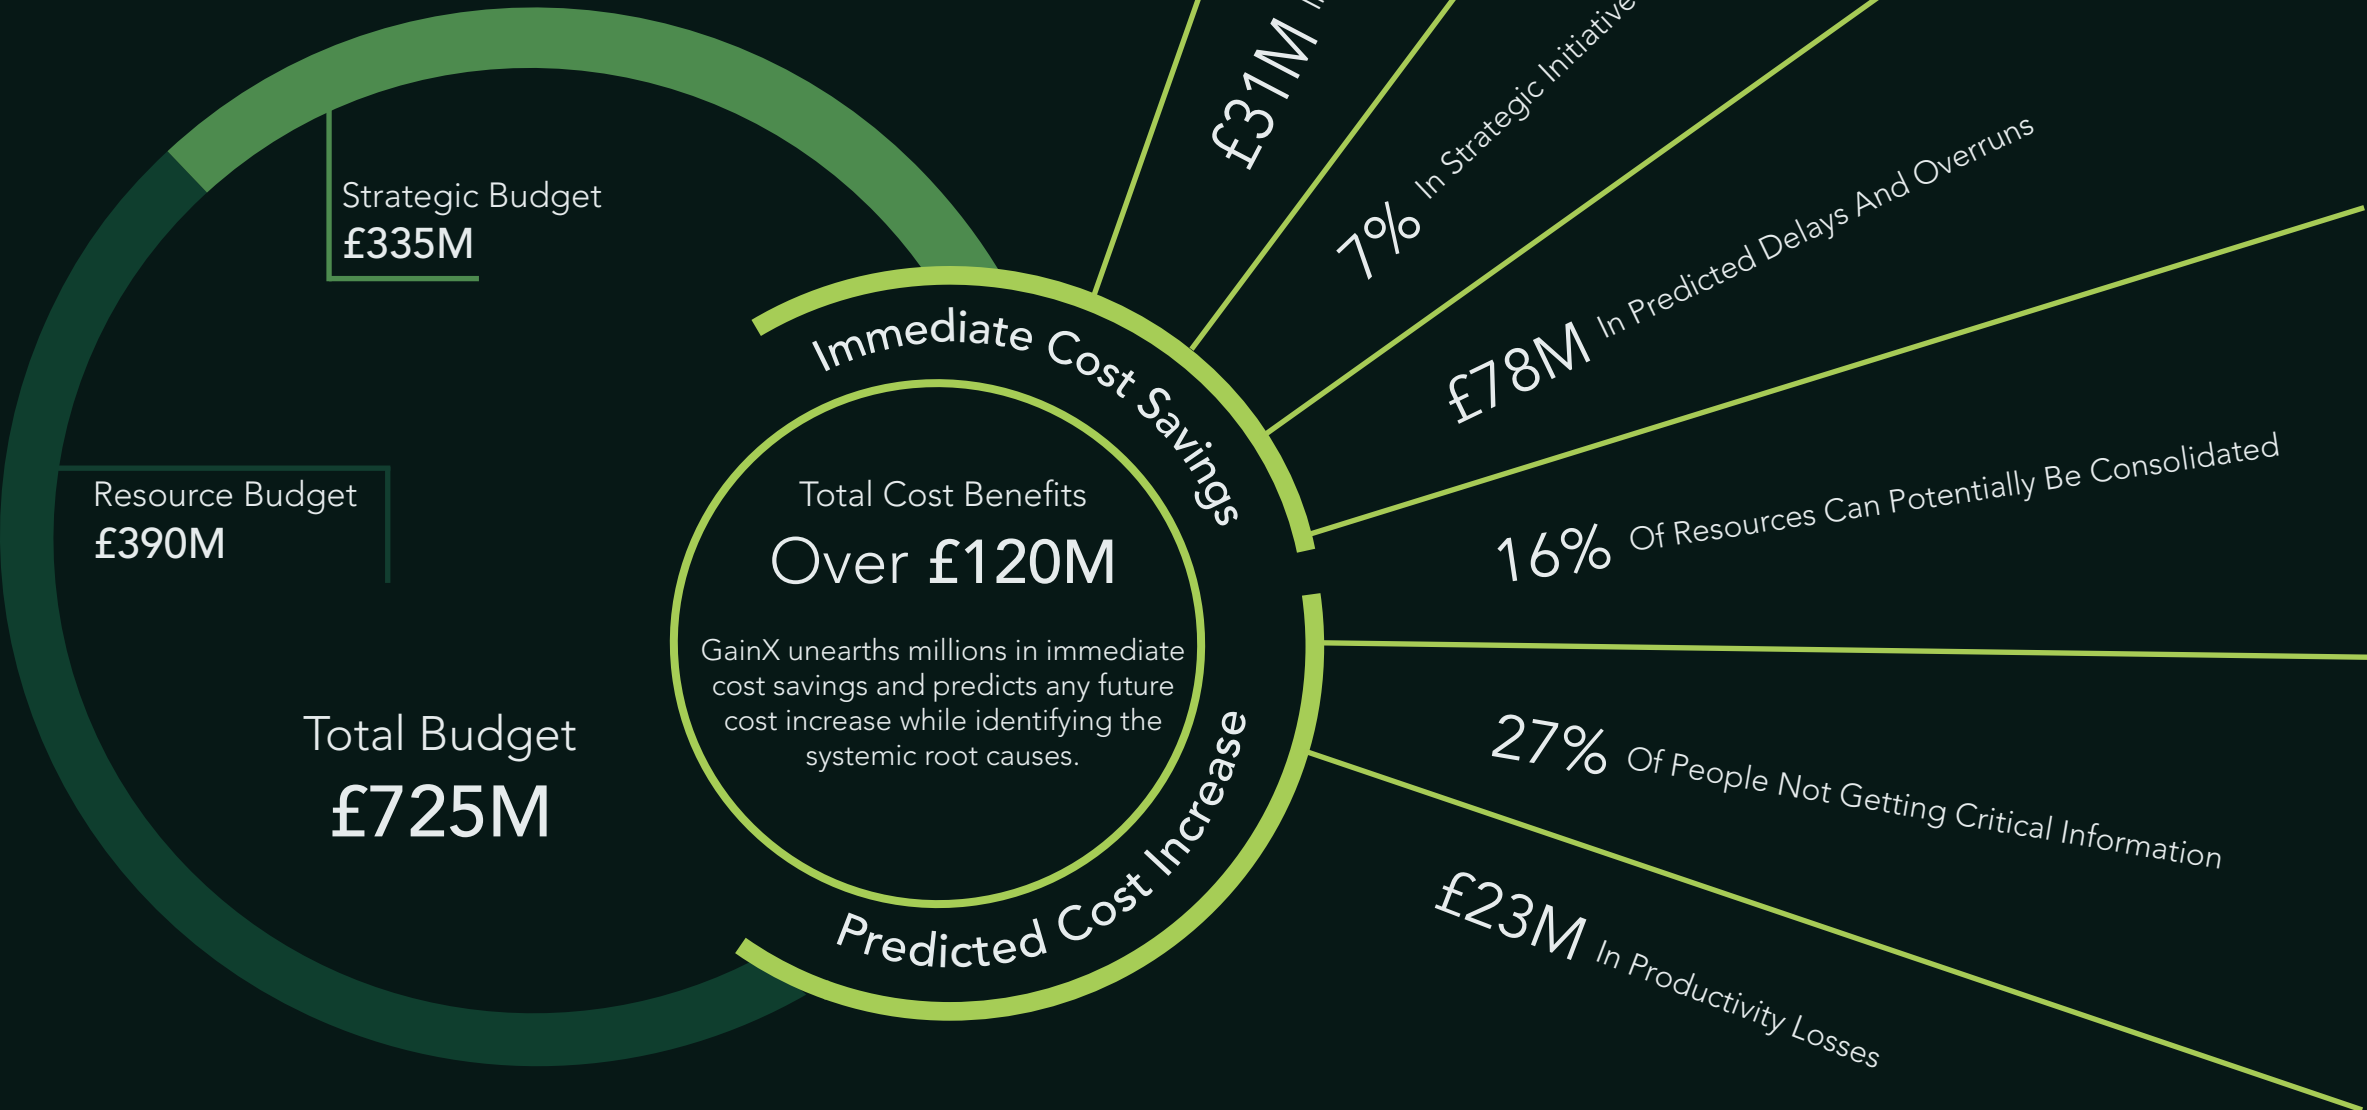 Strategic Budget
£335M
Resource Budget
£390M
Total Budget
£725M
Immediate Cost Savings
Total Cost Benefits
Over £120M
GainX unearths millions in immediate
cost savings and predicts any future
cost increase while identifying the
systemic root causes.
Predicted Cost Increase
£31M
7% In Strategic Initiative
£78M In Predicted Delays And Overruns
16% Of Resources Can Potentially Be Consolidated
27% Of People Not Getting Critical Information
£23M In Productivity Losses